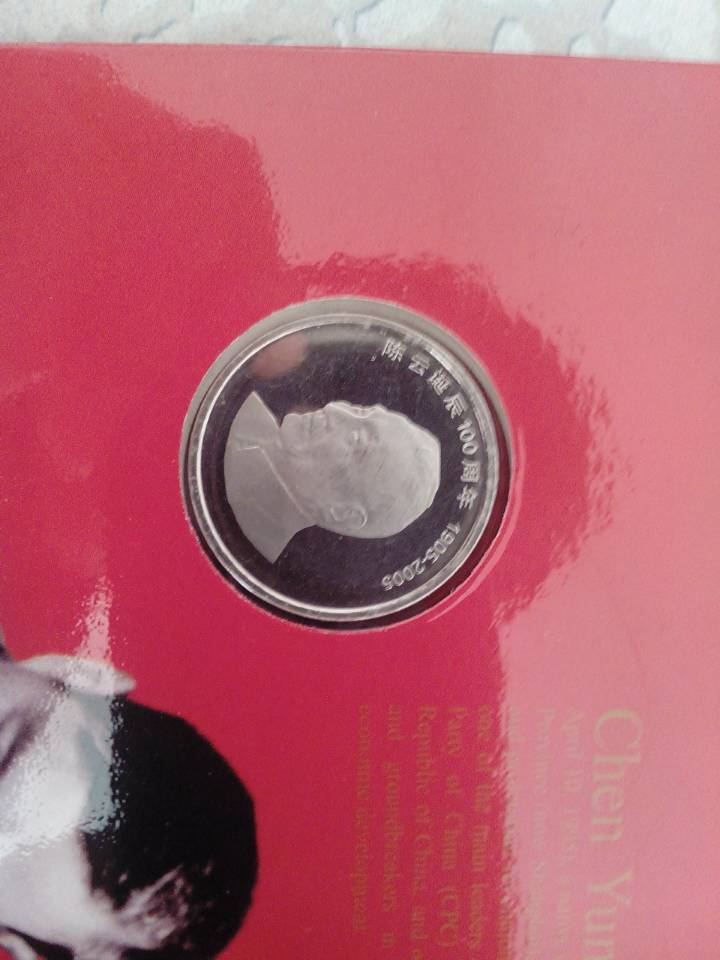 陈云诞辰100周年 1905-2005
Chen Yun
April
one of the main leaders
Party of China (CPC)
Republic of China, and o
and groundbreakers in
economic development